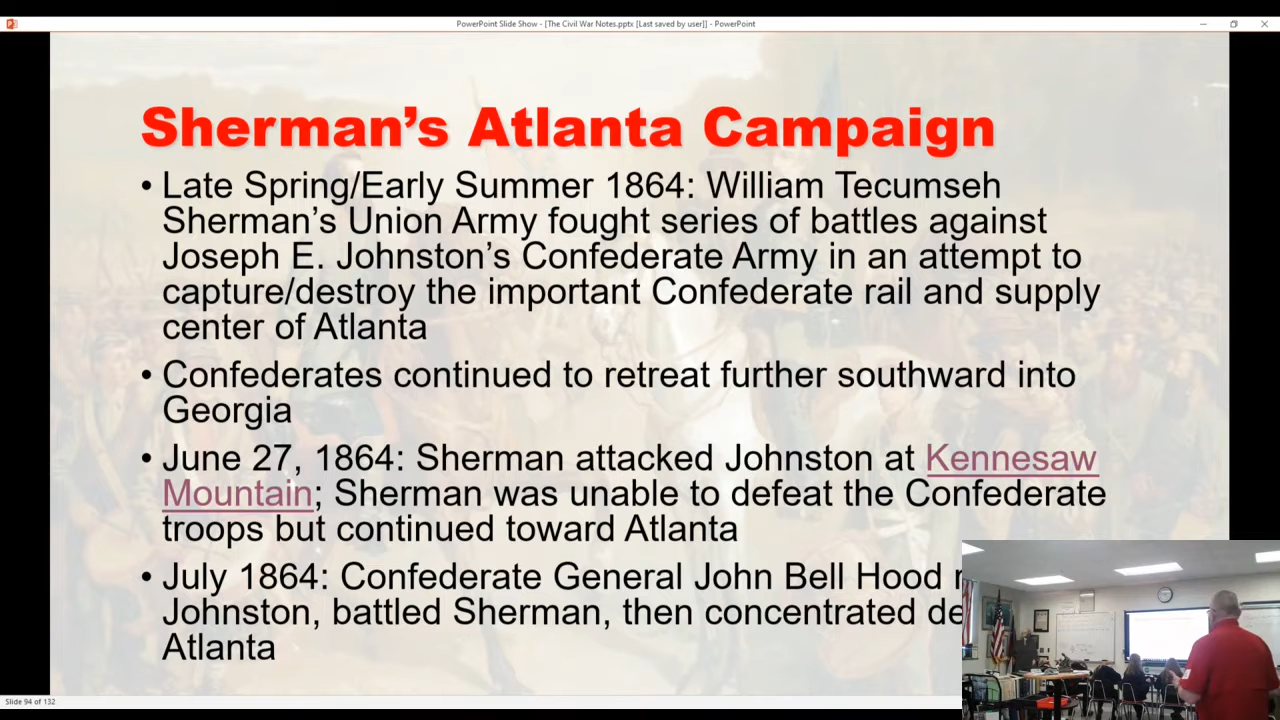 PowerPoint Slide Show - [The Civil War Notes.pptx [Last saved by user]] - PowerPoint
Sherman's Atlanta Campaign
• Late Spring/Early Summer 1864: William Tecumseh
Sherman's Union Army fought series of battles against
Joseph E. Johnston's Confederate Army in an attempt to
capture/destroy the important Confederate rail and supply
center of Atlanta
• Confederates continued to retreat further southward into
Georgia
• June 27, 1864: Sherman attacked Johnston at Kennesaw
Mountain; Sherman was unable to defeat the Confederate
troops but continued toward Atlanta
• July 1864: Confederate General John Bell Hood
Johnston, battled Sherman, then concentrated
Atlanta
Slide 94 of 132